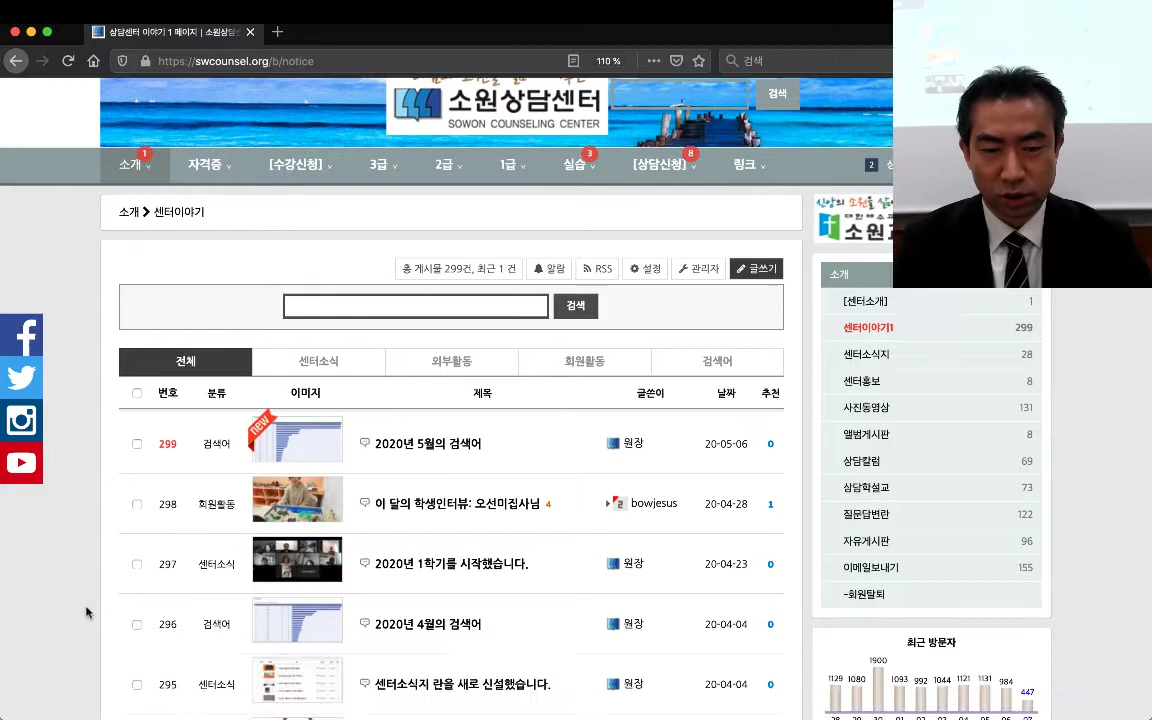 상담센터 이야기 1 페이지 | 소원상담센
https://swcounsel.org/b/notice
110 %
검색
소원상담센터
SOWON COUNSELING CENTER
검색
소개 1
자격증
[수강신청]
3급
2급
1급
실습 3
[상담신청] 8
링크
2
소개 > 센터이야기
총 게시물 299건, 최근 1 건
알람
RSS
설정
관리자
글쓰기
검색
전체
센터소식
외부활동
회원활동
검색어
번호 분류 이미지 제목 글쓴이 날짜 추천
299 검색어 new 2020년 5월의 검색어 원장 20-05-06 0
298 회원활동 이 달의 학생인터뷰: 오선미집사님 4 2 bowjesus 20-04-28 1
297 센터소식 2020년 1학기를 시작했습니다. 원장 20-04-23 0
296 검색어 2020년 4월의 검색어 원장 20-04-04 0
295 센터소식 센터소식지 란을 새로 신설했습니다. 원장 20-04-04 0
소개
[센터소개] 1
센터이야기1 299
센터소식지 28
센터홍보 8
사진동영상 131
앨범게시판 8
상담칼럼 69
상담학설교 73
질문답변란 122
자유게시판 96
이메일보내기 155
-회원탈퇴
최근 방문자
1129 1080 1900 1093 992 1044 1121 1131 984 447